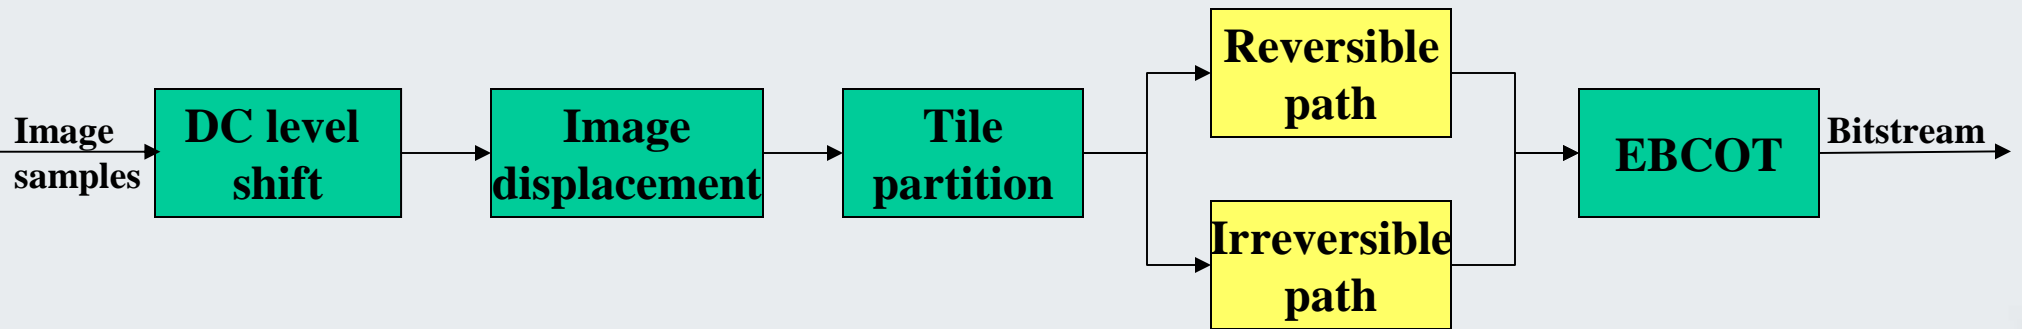 Image
samples
DC level
shift
Image
displacement
Tile
partition
Reversible
path
Irreversible
path
EBCOT
Bitstream